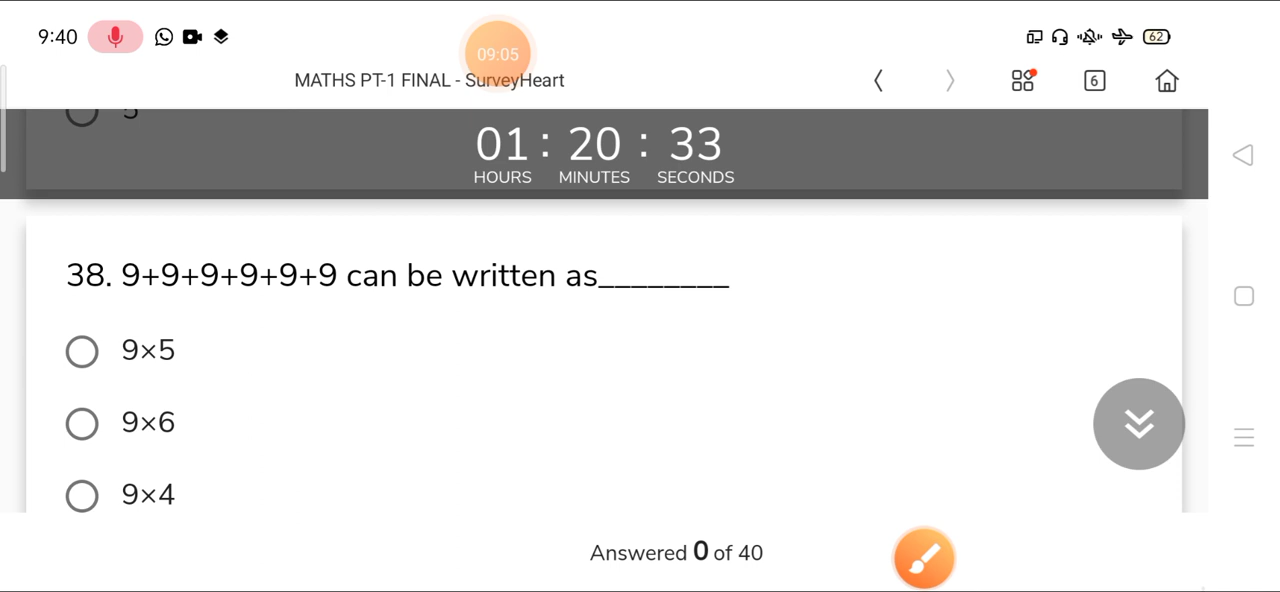 9:40
09:05
62
MATHS PT-1 FINAL - SurveyHeart
6
5
01 : 20 : 33
HOURS MINUTES SECONDS
38. 9+9+9+9+9+9 can be written as________
9×5
9×6
9×4
Answered 0 of 40